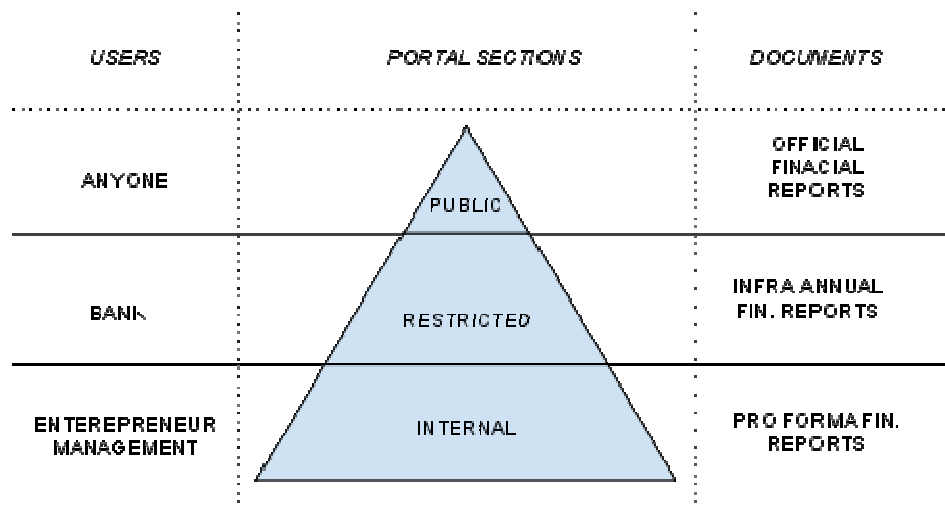 USERS
PORTAL SECTIONS
DOCUMENTS
ANYONE
PUBLIC
OFFICIAL
FINACIAL
REPORTS
BANK
RESTRICTED
INFRA ANNUAL
FIN. REPORTS
ENTEREPRENEUR
MANAGEMENT
INTERNAL
PRO FORMA FIN.
REPORTS